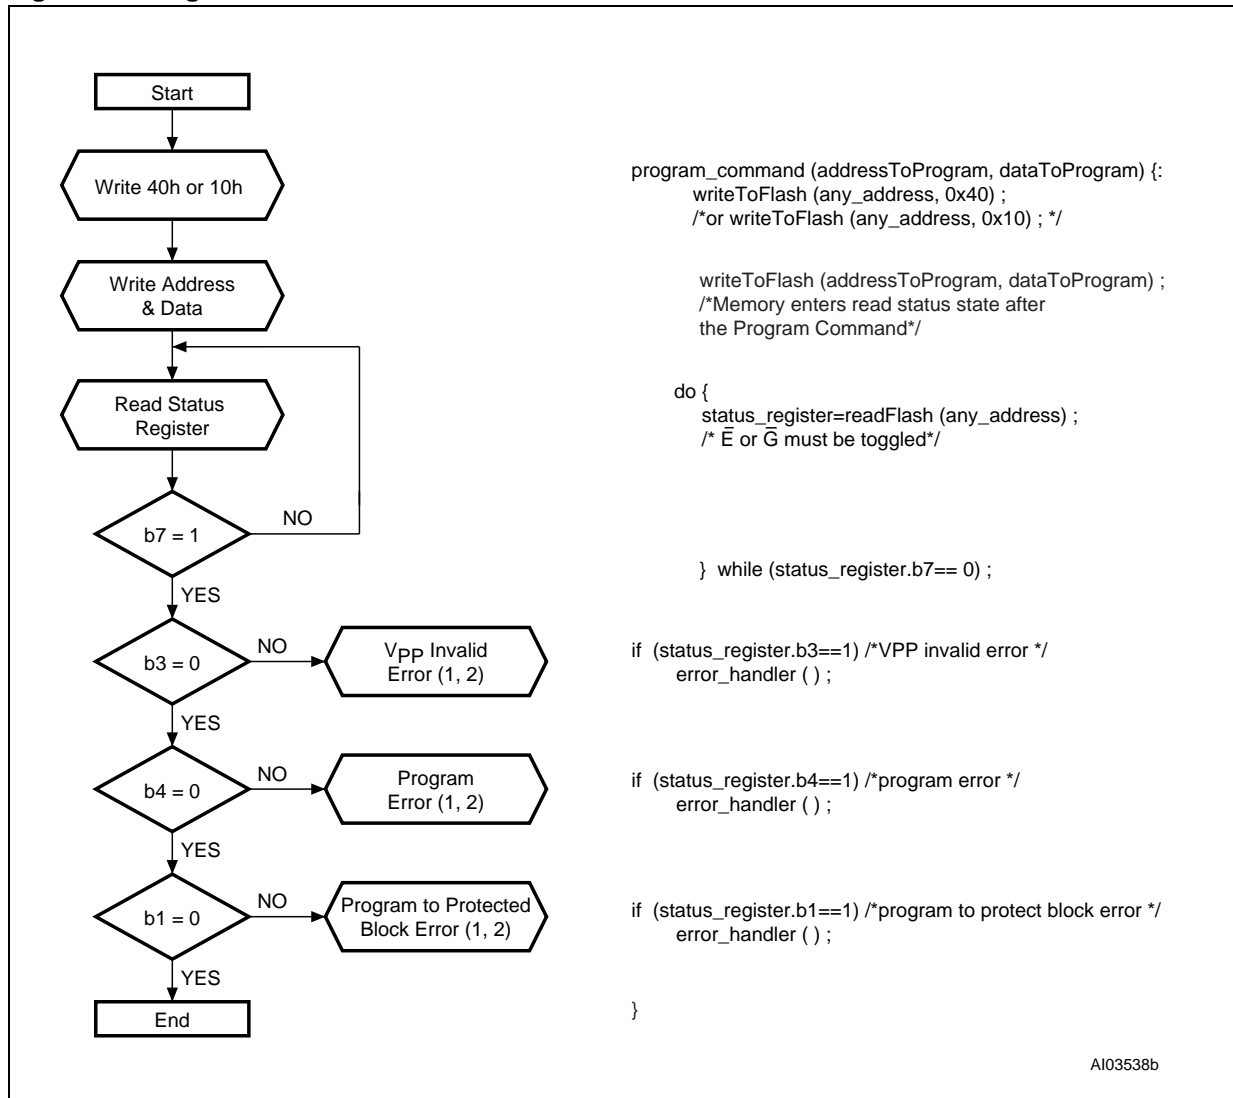 Start
Write 40h or 10h
program_command (addressToProgram, dataToProgram) {:
writeToFlash (any_address, 0x40) ;
/*or writeToFlash (any_address, 0x10) ; */
Write Address
& Data
writeToFlash (addressToProgram, dataToProgram) ;
/*Memory enters read status state after
the Program Command*/
Read Status
Register
do {
status_register=readFlash (any_address) ;
/* E̅ or G̅ must be toggled*/
b7 = 1
NO
} while (status_register.b7== 0) ;
YES
b3 = 0
NO
VPP Invalid
Error (1, 2)
if (status_register.b3==1) /*VPP invalid error */
error_handler ( ) ;
YES
b4 = 0
NO
Program
Error (1, 2)
if (status_register.b4==1) /*program error */
error_handler ( ) ;
YES
b1 = 0
NO
Program to Protected
Block Error (1, 2)
if (status_register.b1==1) /*program to protect block error */
error_handler ( ) ;
YES
End
}
AI03538b